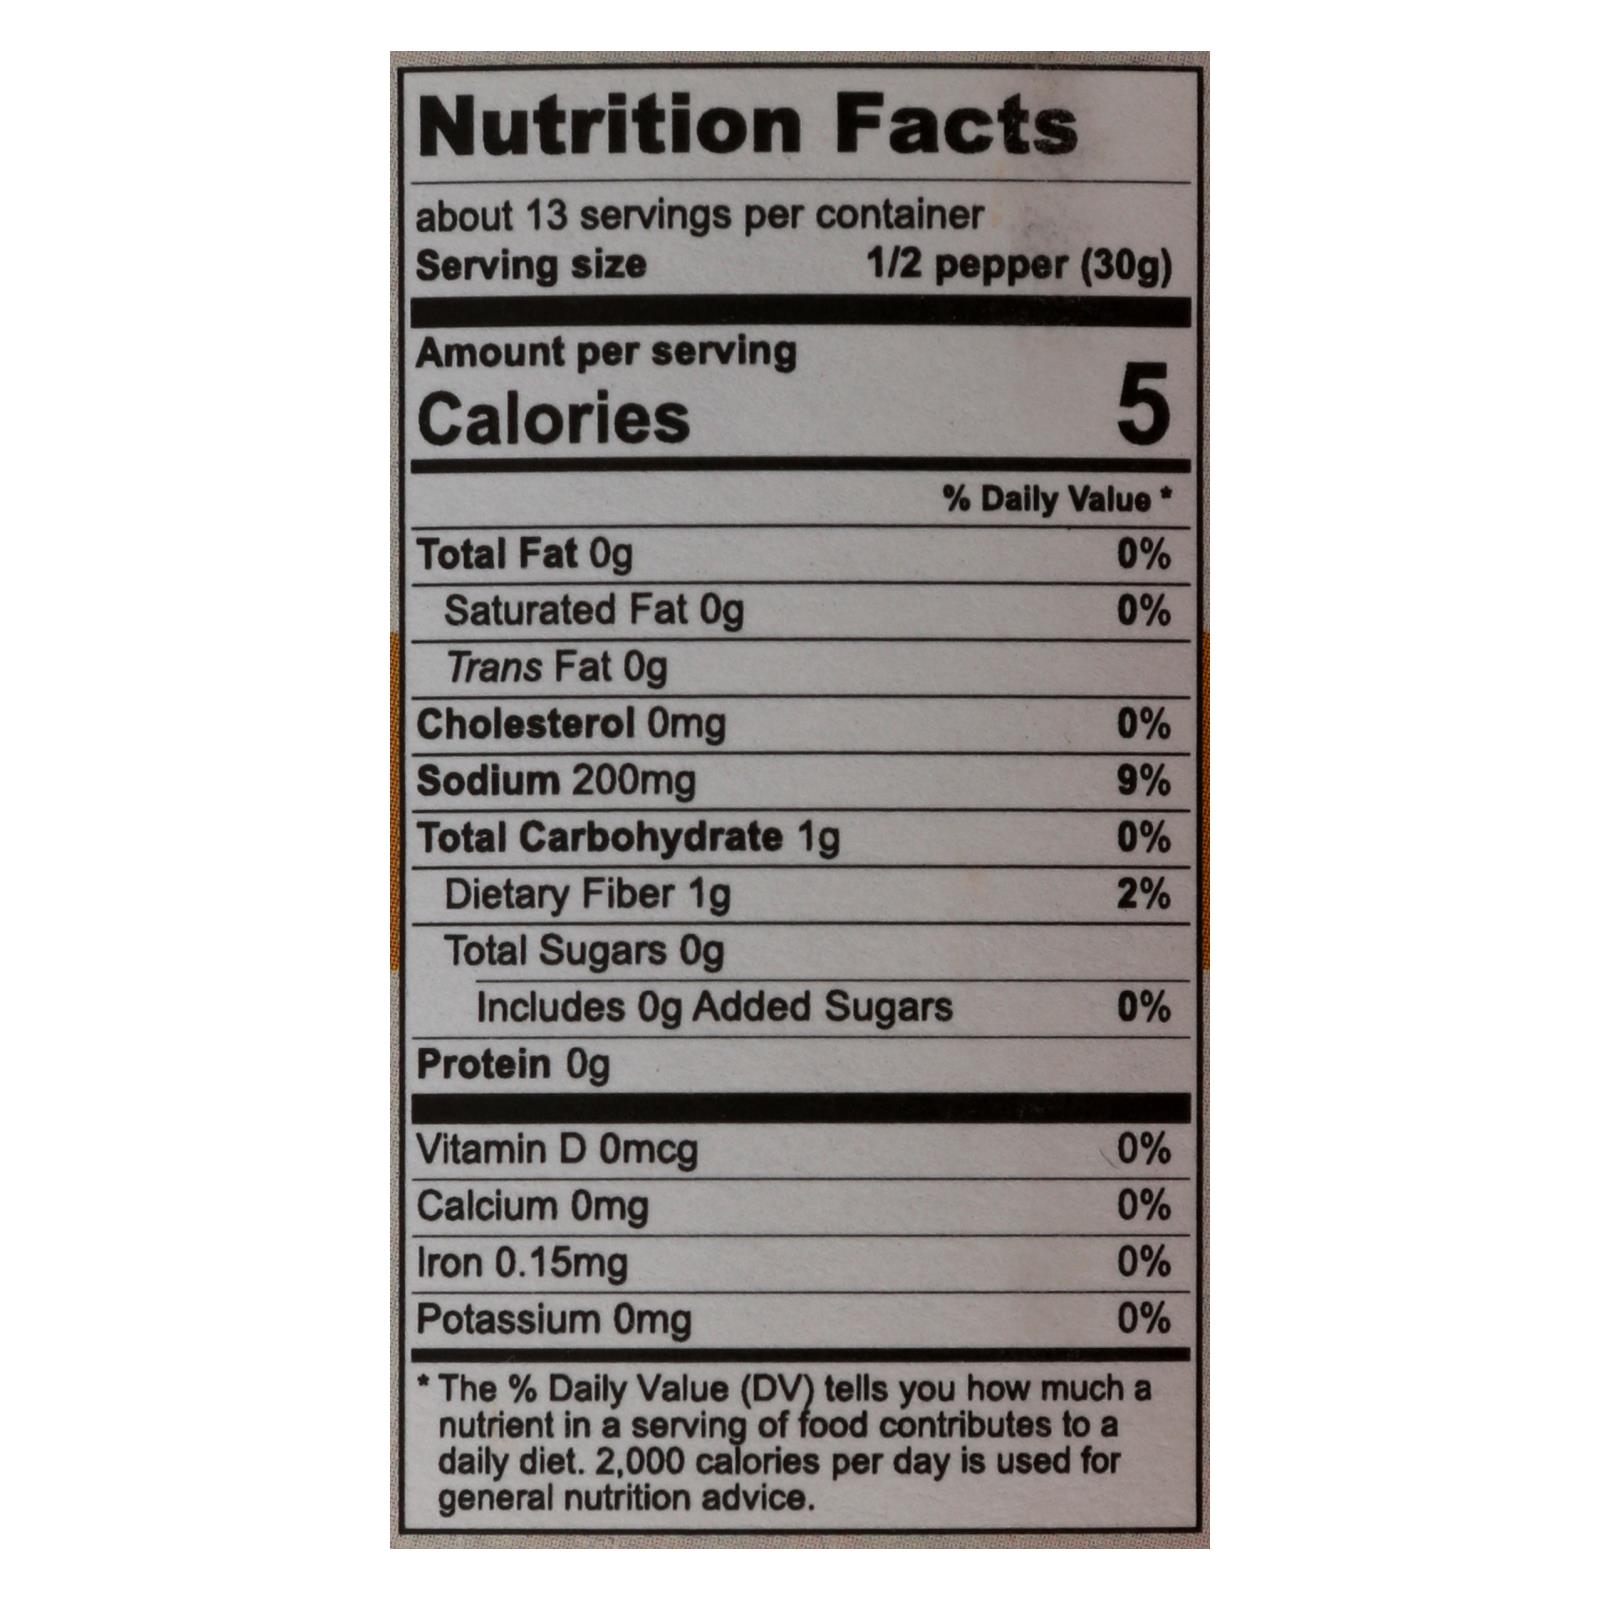 Nutrition Facts
about 13 servings per container
Serving size 1/2 pepper (30g)
Amount per serving
Calories 5
% Daily Value *
Total Fat 0g 0%
Saturated Fat 0g 0%
Trans Fat 0g
Cholesterol 0mg 0%
Sodium 200mg 9%
Total Carbohydrate 1g 0%
Dietary Fiber 1g 2%
Total Sugars 0g
Includes 0g Added Sugars 0%
Protein 0g
Vitamin D 0mcg 0%
Calcium 0mg 0%
Iron 0.15mg 0%
Potassium 0mg 0%
* The % Daily Value (DV) tells you how much a
nutrient in a serving of food contributes to a
daily diet. 2,000 calories per day is used for
general nutrition advice.